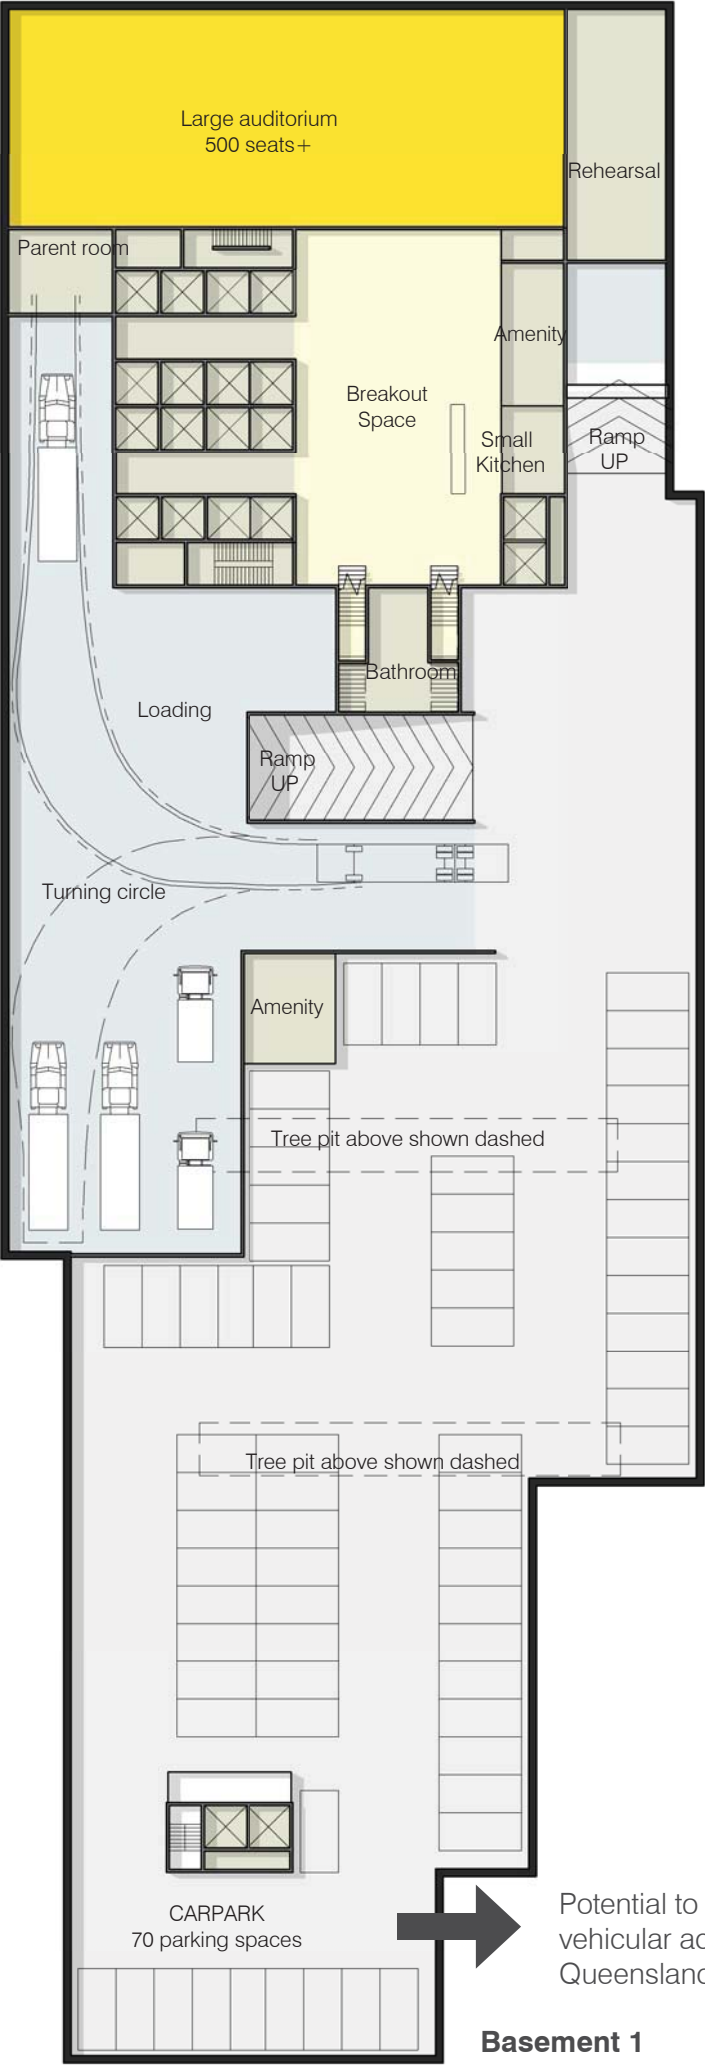 Large auditorium
500 seats+
Rehearsal
Parent room
Amenity
Breakout
Space
Small
Kitchen
Ramp
UP
Bathroom
Loading
Ramp
UP
Turning circle
Amenity
Tree pit above shown dashed
Tree pit above shown dashed
CARPARK
70 parking spaces
Potential to
vehicular
Queensland
Basement 1